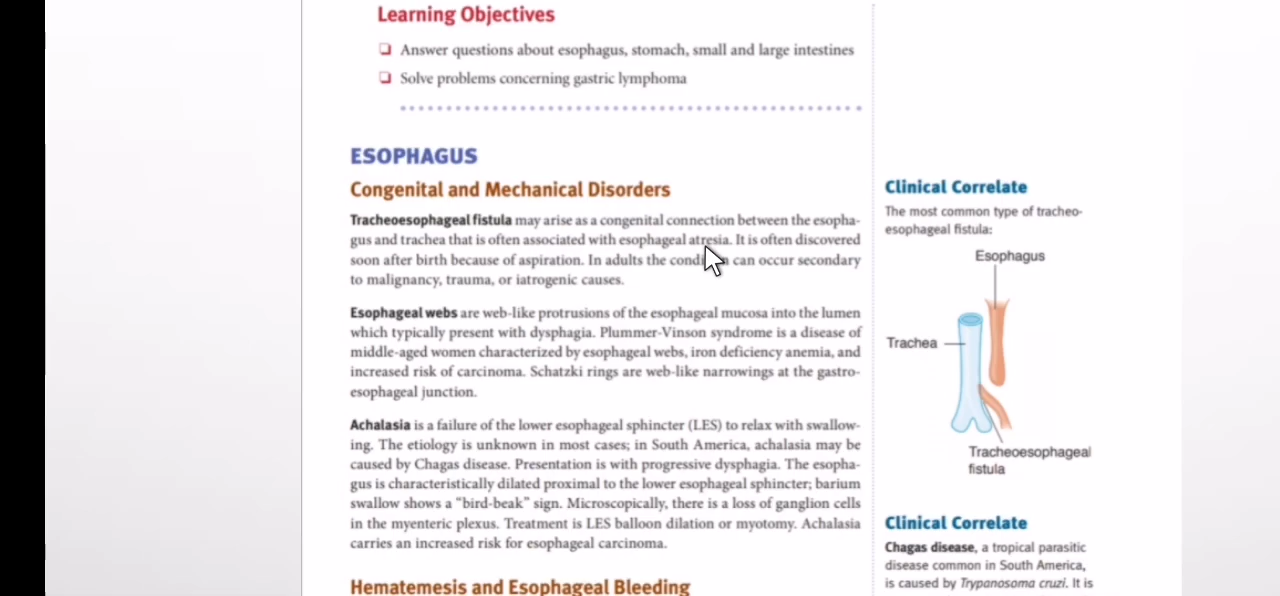 Learning Objectives
❑ Answer questions about esophagus, stomach, small and large intestines
❑ Solve problems concerning gastric lymphoma
ESOPHAGUS
Congenital and Mechanical Disorders
Tracheoesophageal fistula may arise as a congenital connection between the esopha-
gus and trachea that is often associated with esophageal atresia. It is often discovered
soon after birth because of aspiration. In adults the condition can occur secondary
to malignancy, trauma, or iatrogenic causes.
Esophageal webs are web-like protrusions of the esophageal mucosa into the lumen
which typically present with dysphagia. Plummer-Vinson syndrome is a disease of
middle-aged women characterized by esophageal webs, iron deficiency anemia, and
increased risk of carcinoma. Schatzki rings are web-like narrowings at the gastro-
esophageal junction.
Achalasia is a failure of the lower esophageal sphincter (LES) to relax with swallow-
ing. The etiology is unknown in most cases; in South America, achalasia may be
caused by Chagas disease. Presentation is with progressive dysphagia. The esopha-
gus is characteristically dilated proximal to the lower esophageal sphincter; barium
swallow shows a “bird-beak” sign. Microscopically, there is a loss of ganglion cells
in the myenteric plexus. Treatment is LES balloon dilation or myotomy. Achalasia
carries an increased risk for esophageal carcinoma.
Hematemesis and Esophageal Bleeding
Clinical Correlate
The most common type of tracheo-
esophageal fistula:
Esophagus
Trachea
Tracheoesophageal
fistula
Clinical Correlate
Chagas disease, a tropical parasitic
disease common in South America,
is caused by Trypanosoma cruzi. It is